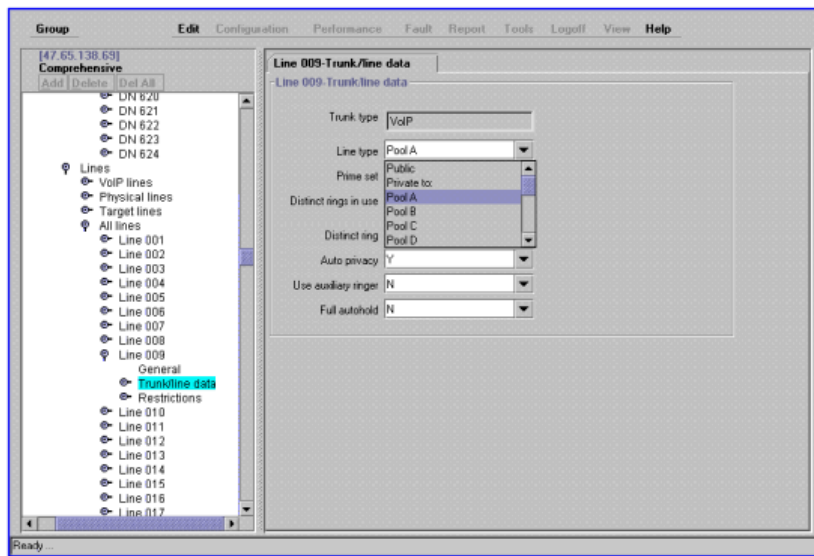 Group Edit Configuration Performance Fault Report Tools Logoff View Help
[47.65.138.69]
Comprehensive
Add Delete Del All
DN 620
DN 621
DN 622
DN 623
DN 624
Lines
VoIP lines
Physical lines
Target lines
All lines
Line 001
Line 002
Line 003
Line 004
Line 005
Line 006
Line 007
Line 008
Line 009
General
Trunk/line data
Restrictions
Line 010
Line 011
Line 012
Line 013
Line 014
Line 015
Line 016
Line 017
Line 009-Trunk/line data
Line 009-Trunk/line data
Trunk type VoIP
Line type Pool A
Prime set
Public
Private to:
Distinct rings in use
Pool A
Pool B
Pool C
Distinct ring
Pool D
Auto privacy Y
Use auxiliary ringer N
Full autohold N
Ready ...